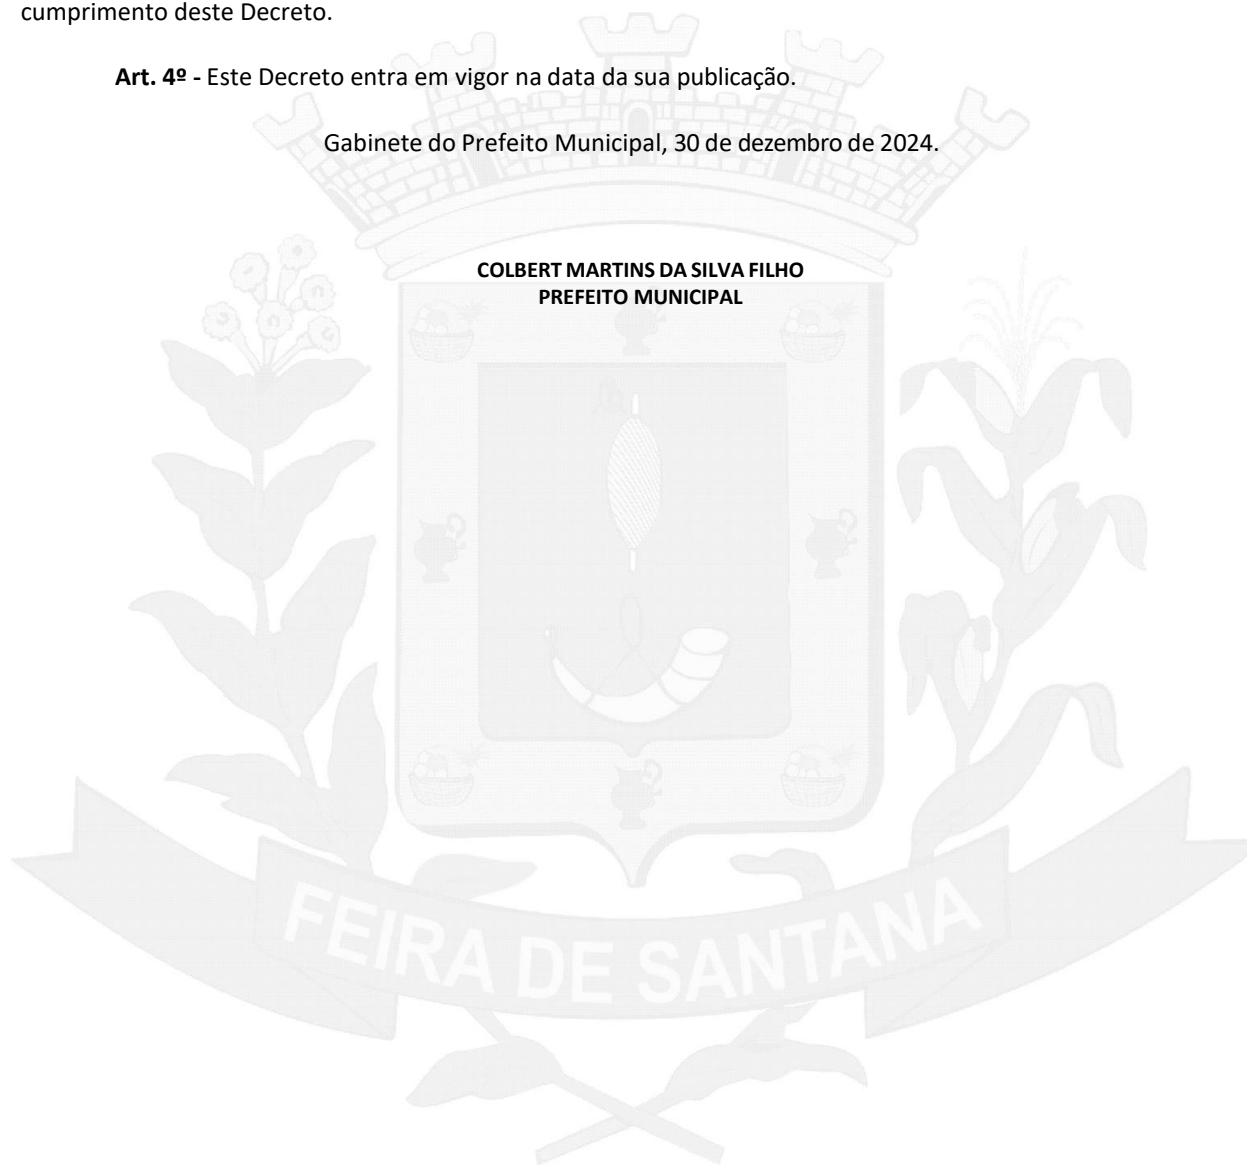 cumprimento deste Decreto.
Art. 4º - Este Decreto entra em vigor na data da sua publicação.
Gabinete do Prefeito Municipal, 30 de dezembro de 2024.
COLBERT MARTINS DA SILVA FILHO
PREFEITO MUNICIPAL
FEIRA DE SANTANA